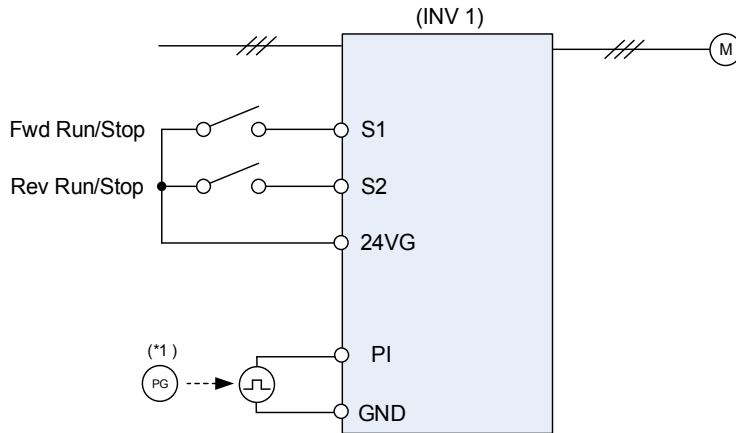 (INV 1)
M
Fwd Run/Stop
S1
Rev Run/Stop
S2
24VG
(*1 )
PI
PG
GND